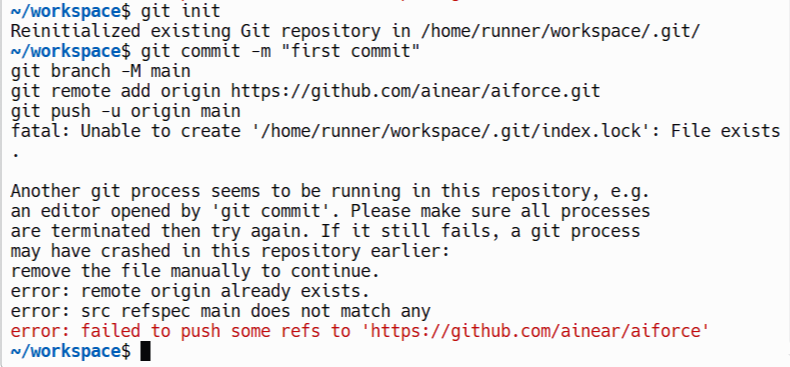 ~/workspace$ git init
Reinitialized existing Git repository in /home/runner/workspace/.git/
~/workspace$ git commit -m "first commit"
git branch -M main
git remote add origin https://github.com/ainear/aiforce.git
git push -u origin main
fatal: Unable to create '/home/runner/workspace/.git/index.lock': File exists
.
Another git process seems to be running in this repository, e.g.
an editor opened by 'git commit'. Please make sure all processes
are terminated then try again. If it still fails, a git process
may have crashed in this repository earlier:
remove the file manually to continue.
error: remote origin already exists.
error: src refspec main does not match any
error: failed to push some refs to 'https://github.com/ainear/aiforce'
~/workspace$